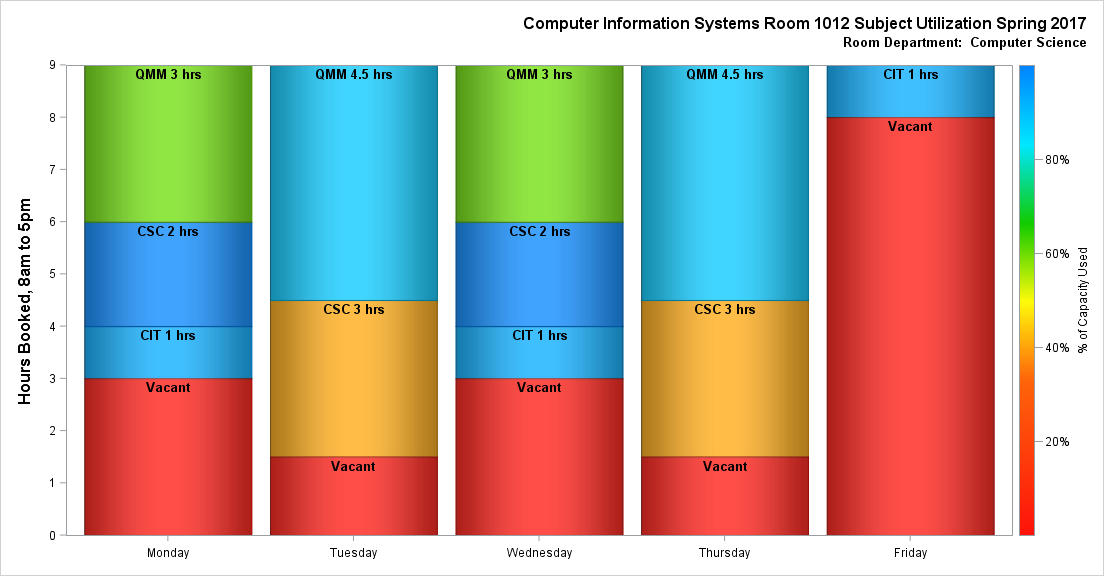 Computer Information Systems Room 1012 Subject Utilization Spring 2017
Room Department: Computer Science
Hours Booked, 8am to 5pm
9
8
7
6
5
4
3
2
1
0
QMM 3 hrs
CSC 2 hrs
CIT 1 hrs
Vacant
QMM 4.5 hrs
CSC 3 hrs
Vacant
QMM 3 hrs
CSC 2 hrs
CIT 1 hrs
Vacant
QMM 4.5 hrs
CSC 3 hrs
Vacant
CIT 1 hrs
Vacant
Monday
Tuesday
Wednesday
Thursday
Friday
80%
60%
40%
20%
% of Capacity Used